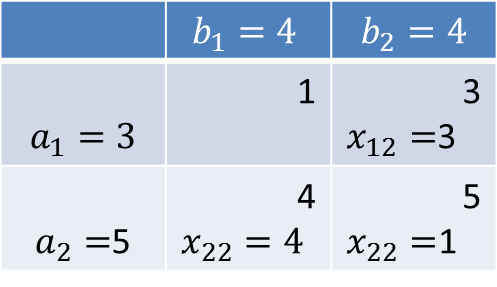 b₁ = 4 b₂ = 4
1 3
a₁ = 3 x₁₂ =3
4 5
a₂ =5 x₂₂ = 4 x₂₂ =1